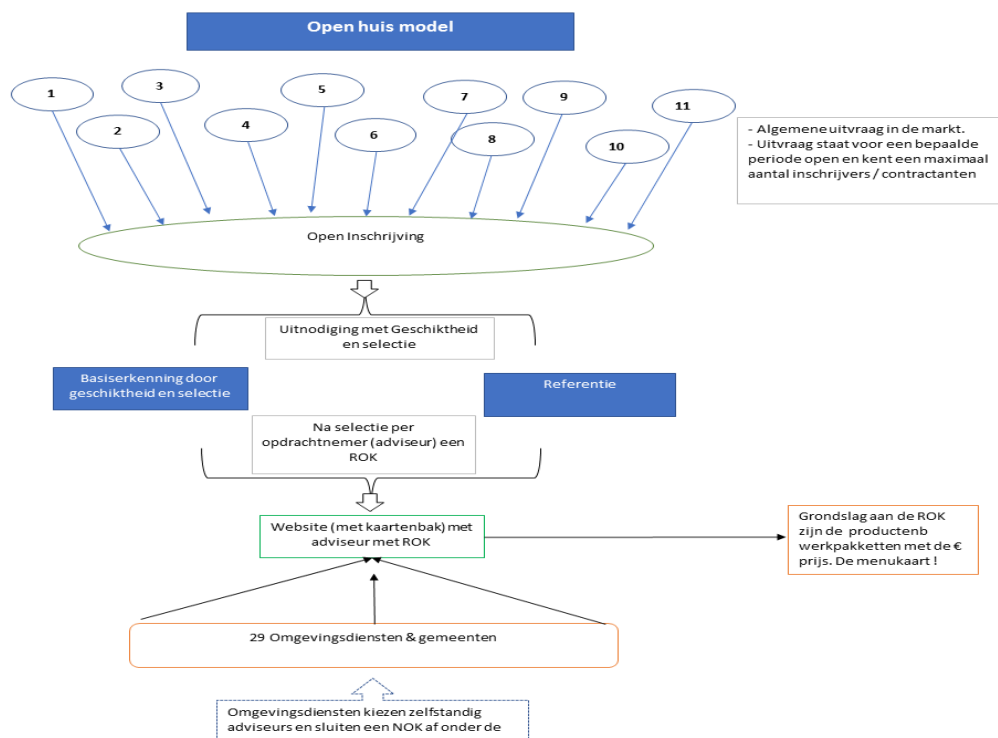 Open huis model
1
2
3
4
5
6
7
8
9
10
11
- Algemene uitvraag in de markt.
- Uitvraag staat voor een bepaalde
periode open en kent een maximaal
aantal inschrijvers / contractanten
Open Inschrijving
Uitnodiging met Geschiktheid
en selectie
Basiserkenning door
geschiktheid en selectie
Referentie
Na selectie per
opdrachtnemer (adviseur) een
ROK
Website (met kaartenbak) met
adviseur met ROK
Grondslag aan de ROK
zijn de productenb
werkpakketten met de €
prijs. De menukaart !
29 Omgevingsdiensten & gemeenten
Omgevingsdiensten kiezen zelfstandig
adviseurs en sluiten een NOK af onder de